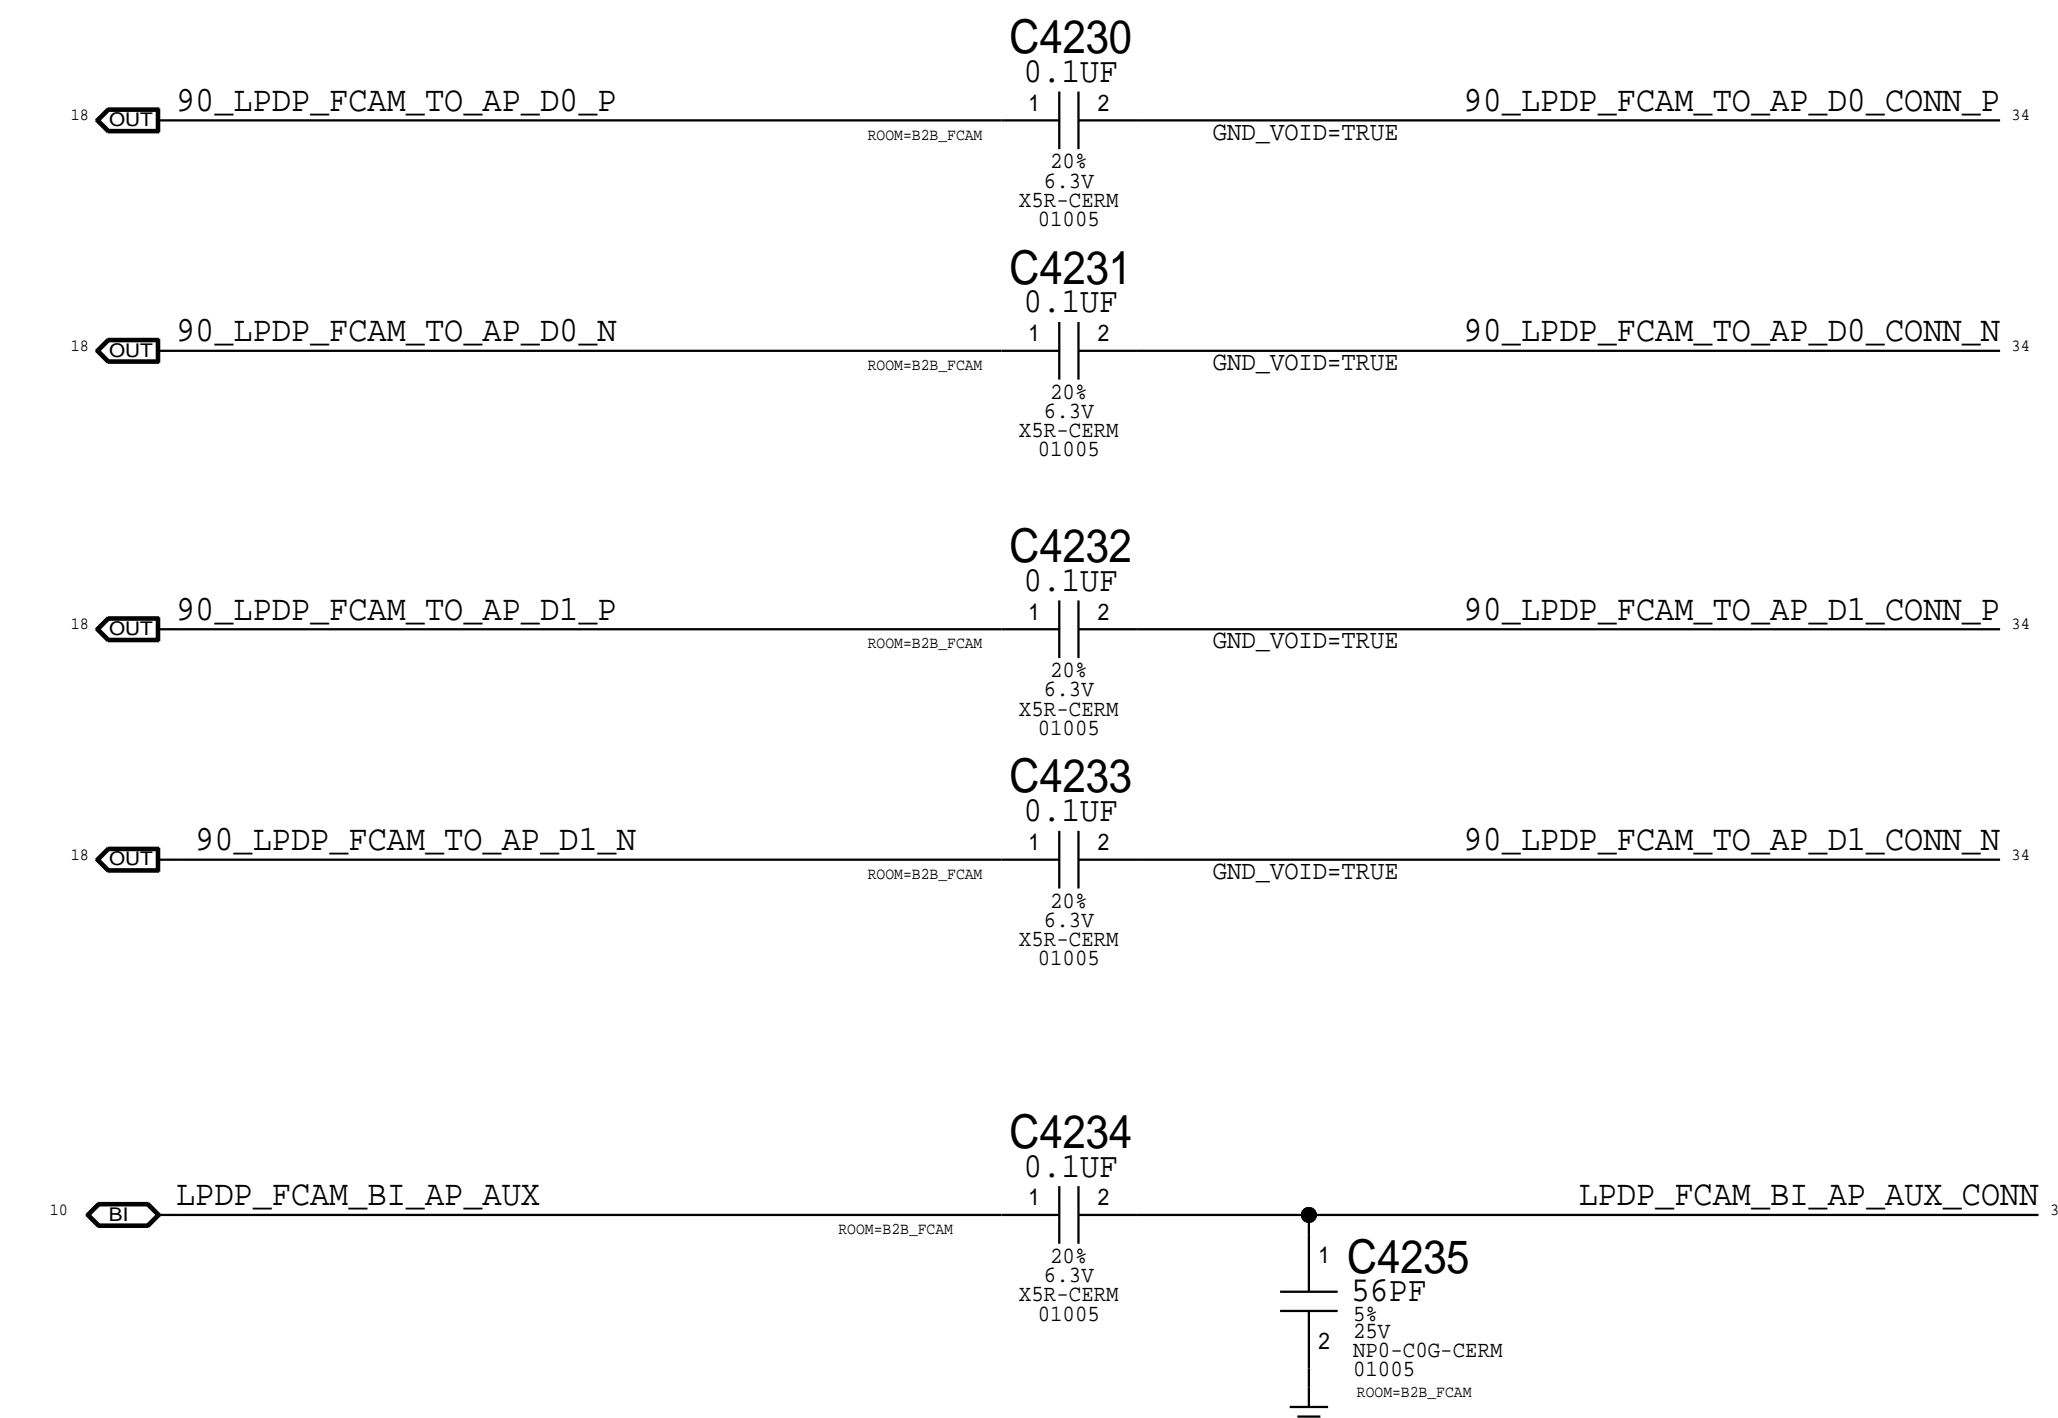 C4230
0.1UF
18 OUT 90_LPDP_FCAM_TO_AP_D0_P 1 2 90_LPDP_FCAM_TO_AP_D0_CONN_P 34
ROOM=B2B_FCAM GND_VOID=TRUE
20%
6.3V
X5R-CERM
01005
C4231
0.1UF
18 OUT 90_LPDP_FCAM_TO_AP_D0_N 1 2 90_LPDP_FCAM_TO_AP_D0_CONN_N 34
ROOM=B2B_FCAM GND_VOID=TRUE
20%
6.3V
X5R-CERM
01005
C4232
0.1UF
18 OUT 90_LPDP_FCAM_TO_AP_D1_P 1 2 90_LPDP_FCAM_TO_AP_D1_CONN_P 34
ROOM=B2B_FCAM GND_VOID=TRUE
20%
6.3V
X5R-CERM
01005
C4233
0.1UF
18 OUT 90_LPDP_FCAM_TO_AP_D1_N 1 2 90_LPDP_FCAM_TO_AP_D1_CONN_N 34
ROOM=B2B_FCAM GND_VOID=TRUE
20%
6.3V
X5R-CERM
01005
C4234
0.1UF
10 BI LPDP_FCAM_BI_AP_AUX 1 2 LPDP_FCAM_BI_AP_AUX_CONN 3
ROOM=B2B_FCAM
20%
6.3V
X5R-CERM
01005
1 C4235
56PF
5%
25V
2 NP0-C0G-CERM
01005
ROOM=B2B_FCAM